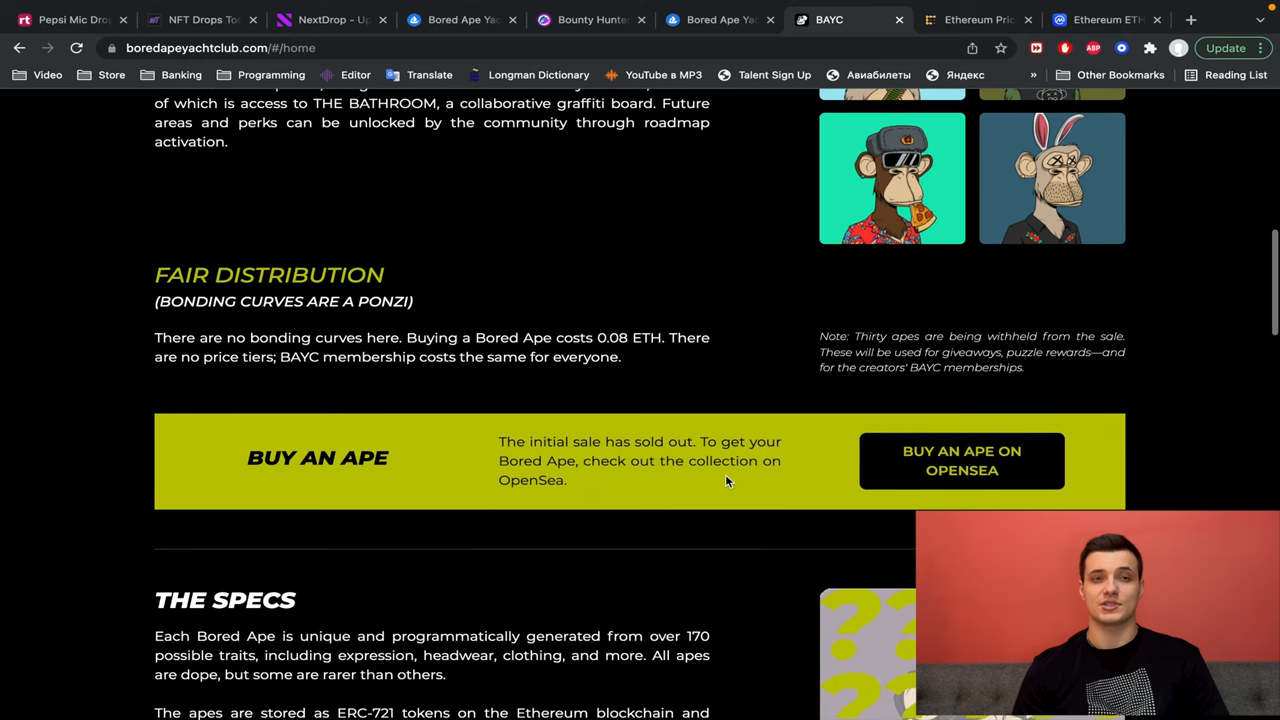 Pepsi Mic Drop
NFT Drops Too
NextDrop - Up
Bored Ape Yac
Bounty Hunter
Bored Ape Yac
BAYC
Ethereum Pric
Ethereum ETH
boredapeyachtclub.com/#/home
ABP
Update
Video
Store
Banking
Programming
Editor
Translate
Longman Dictionary
YouTube в MP3
Talent Sign Up
Авиабилеты
Яндекс
»
Other Bookmarks
Reading List
of which is access to THE BATHROOM, a collaborative graffiti board. Future
areas and perks can be unlocked by the community through roadmap
activation.
FAIR DISTRIBUTION
(BONDING CURVES ARE A PONZI)
There are no bonding curves here. Buying a Bored Ape costs 0.08 ETH. There
are no price tiers; BAYC membership costs the same for everyone.
Note: Thirty apes are being withheld from the sale.
These will be used for giveaways, puzzle rewards—and
for the creators' BAYC memberships.
BUY AN APE
The initial sale has sold out. To get your
Bored Ape, check out the collection on
OpenSea.
BUY AN APE ON
OPENSEA
THE SPECS
Each Bored Ape is unique and programmatically generated from over 170
possible traits, including expression, headwear, clothing, and more. All apes
are dope, but some are rarer than others.
The apes are stored as ERC-721 tokens on the Ethereum blockchain and